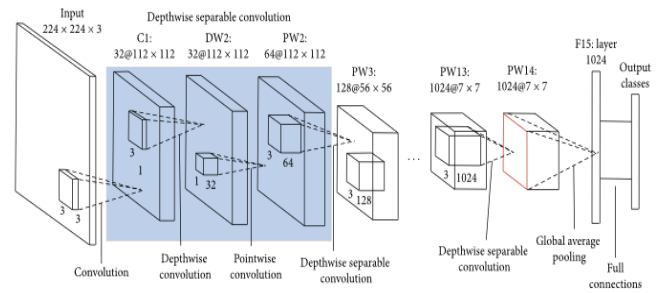 Input
224 × 224 × 3
Depthwise separable convolution
C1:
32@112 × 112
DW2:
32@112 × 112
PW2:
64@112 × 112
PW3:
128@56 × 56
PW13:
1024@7 × 7
PW14:
1024@7 × 7
F15: layer
1024
Output
classes
3
3
3
1
1
32
3
64
3
128
...
3
1024
Convolution
Depthwise
convolution
Pointwise
convolution
Depthwise separable
convolution
Depthwise separable
convolution
Global average
pooling
Full
connections